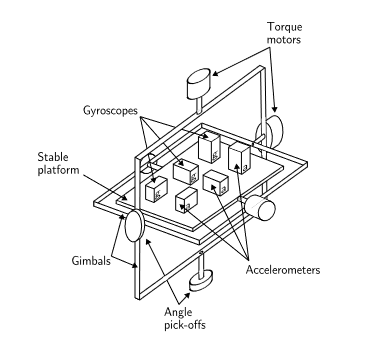 Torque
motors
Gyroscopes
Stable
platform
Gimbals
Accelerometers
Angle
pick-offs